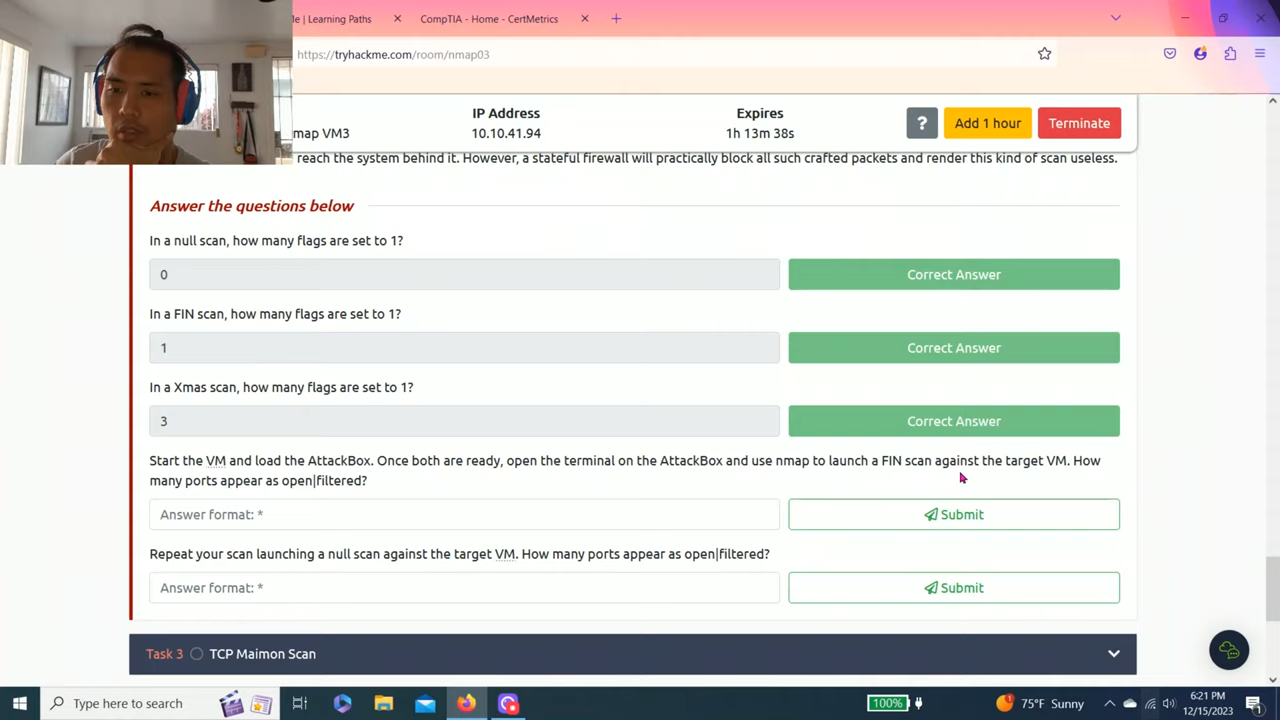 le | Learning Paths
CompTIA - Home - CertMetrics
https://tryhackme.com/room/nmap03
IP Address
Expires
map VM3
10.10.41.94
1h 13m 38s
?
Add 1 hour
Terminate
reach the system behind it. However, a stateful firewall will practically block all such crafted packets and render this kind of scan useless.
Answer the questions below
In a null scan, how many flags are set to 1?
0
Correct Answer
In a FIN scan, how many flags are set to 1?
1
Correct Answer
In a Xmas scan, how many flags are set to 1?
3
Correct Answer
Start the VM and load the AttackBox. Once both are ready, open the terminal on the AttackBox and use nmap to launch a FIN scan against the target VM. How
many ports appear as open|filtered?
Answer format: *
Submit
Repeat your scan launching a null scan against the target VM. How many ports appear as open|filtered?
Answer format: *
Submit
Task 3
TCP Maimon Scan
Type here to search
100%
75°F Sunny
6:21 PM
12/15/2023
1